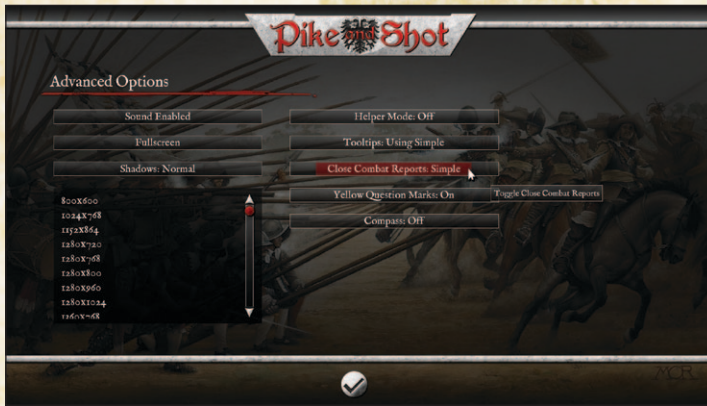 Pike and Shot
Advanced Options
Sound Enabled
Fullscreen
Shadows: Normal
800x600
1024x768
1152x864
1280x720
1280x768
1280x800
1280x960
1280x1024
1360x768
Helper Mode: Off
Tooltips: Using Simple
Close Combat Reports: Simple
Yellow Question Marks: On
Toggle Close Combat Reports
Compass: Off
MCR